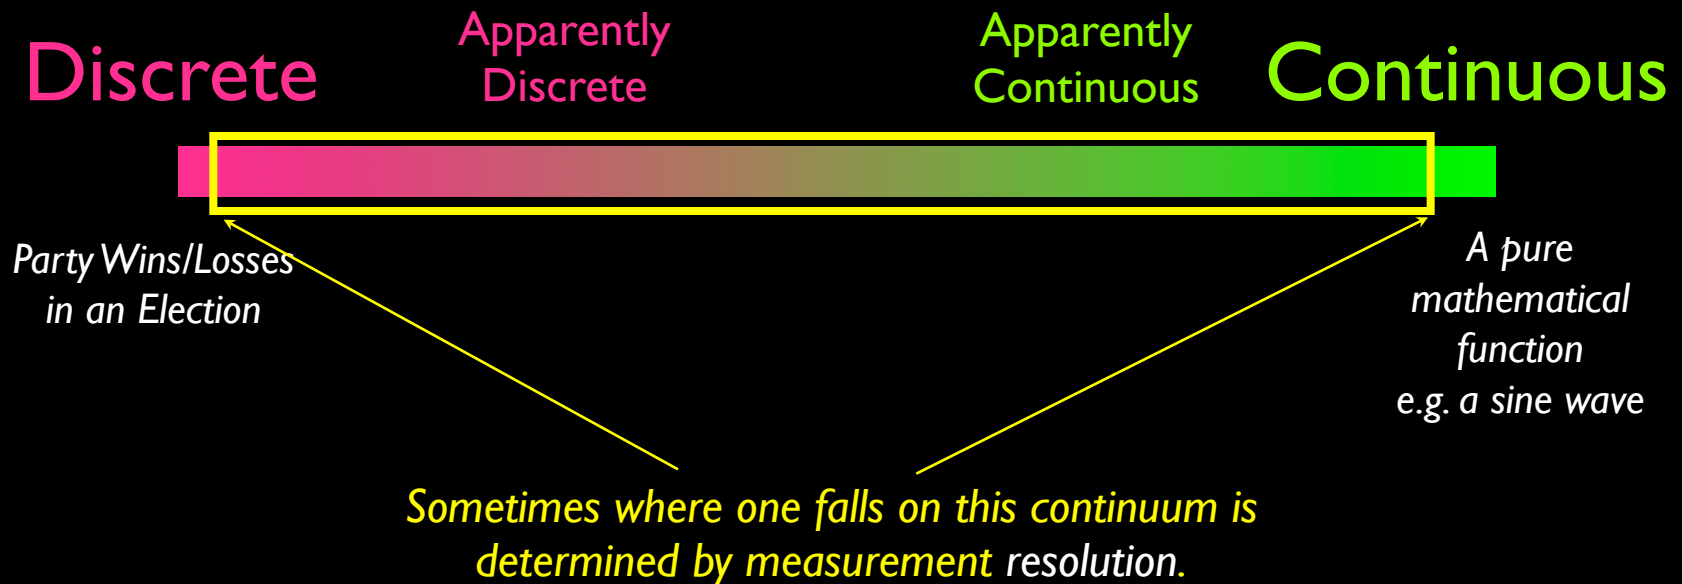 Discrete
Apparently
Discrete
Apparently
Continuous
Continuous
Party Wins/Losses
in an Election
A pure
mathematical
function
e.g. a sine wave
Sometimes where one falls on this continuum is
determined by measurement resolution.